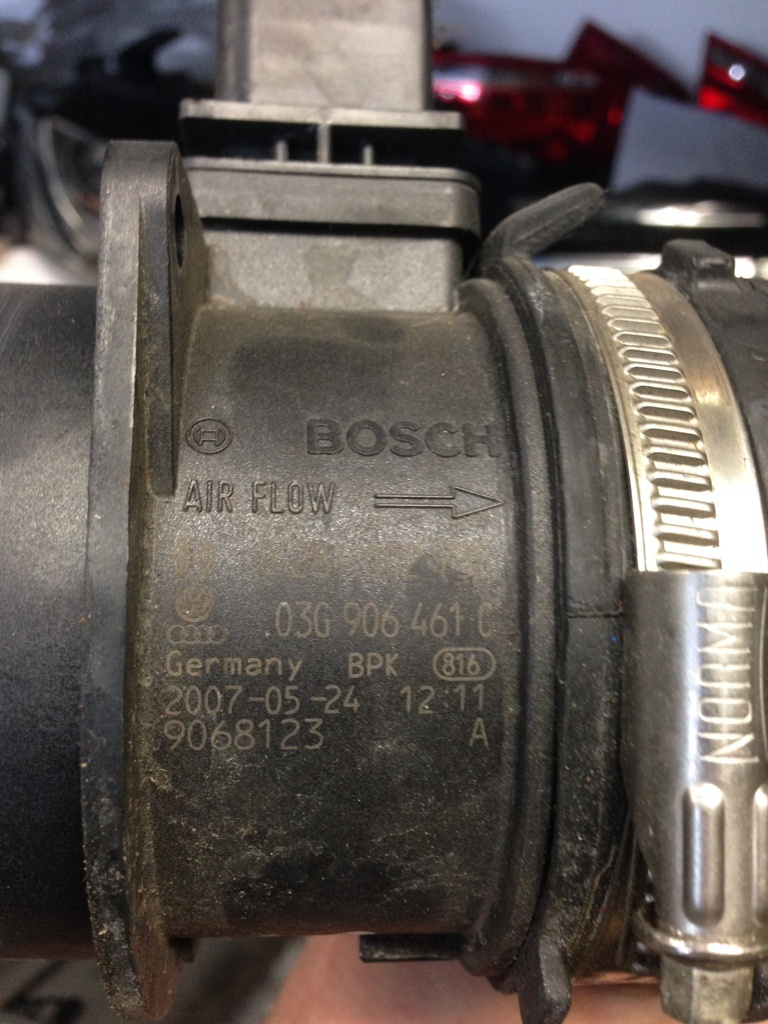 BOSCH
AIR FLOW
03G 906 461 C
Germany BPK 816
2007-05-24 12:11
9068123 A
NORMA